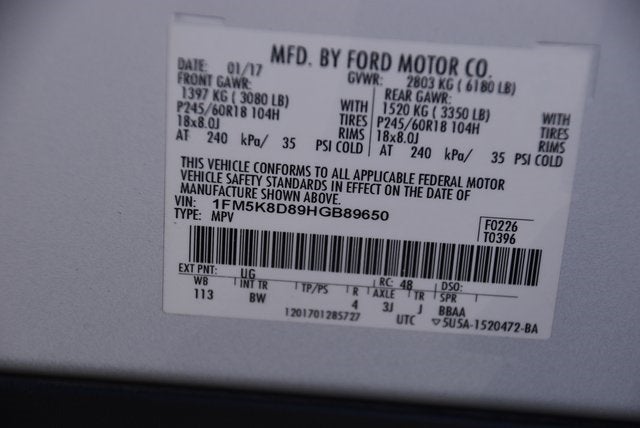 MFD. BY FORD MOTOR CO.
DATE: 01/17 GVWR: 2803 KG ( 6180 LB)
FRONT GAWR: REAR GAWR:
1397 KG ( 3080 LB) WITH 1520 KG ( 3350 LB) WITH
P245/60R18 104H TIRES P245/60R18 104H TIRES
18x8.0J RIMS 18x8.0J RIMS
AT 240 kPa/ 35 PSI COLD AT 240 kPa/ 35 PSI COLD
THIS VEHICLE CONFORMS TO ALL APPLICABLE FEDERAL MOTOR
VEHICLE SAFETY STANDARDS IN EFFECT ON THE DATE OF
MANUFACTURE SHOWN ABOVE.
VIN: 1FM5K8D89HGB89650
TYPE: MPV
F0226
T0396
EXT PNT: UG RC: 48 DSO:
WB INT TR TP/PS R AXLE TR SPR
113 BW 4 3J J BBAA
1201701285727 UTC ▽5U5A-1520472-BA